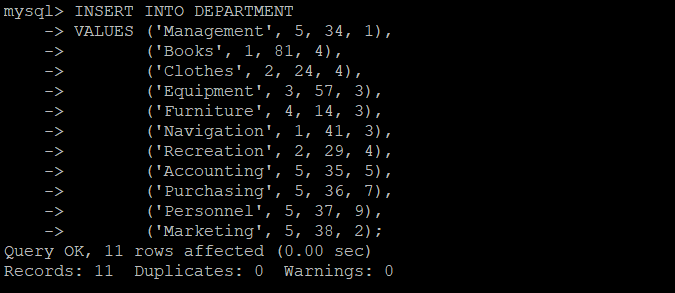 mysql> INSERT INTO DEPARTMENT
    -> VALUES ('Management', 5, 34, 1),
    ->        ('Books', 1, 81, 4),
    ->        ('Clothes', 2, 24, 4),
    ->        ('Equipment', 3, 57, 3),
    ->        ('Furniture', 4, 14, 3),
    ->        ('Navigation', 1, 41, 3),
    ->        ('Recreation', 2, 29, 4),
    ->        ('Accounting', 5, 35, 5),
    ->        ('Purchasing', 5, 36, 7),
    ->        ('Personnel', 5, 37, 9),
    ->        ('Marketing', 5, 38, 2);
Query OK, 11 rows affected (0.00 sec)
Records: 11  Duplicates: 0  Warnings: 0